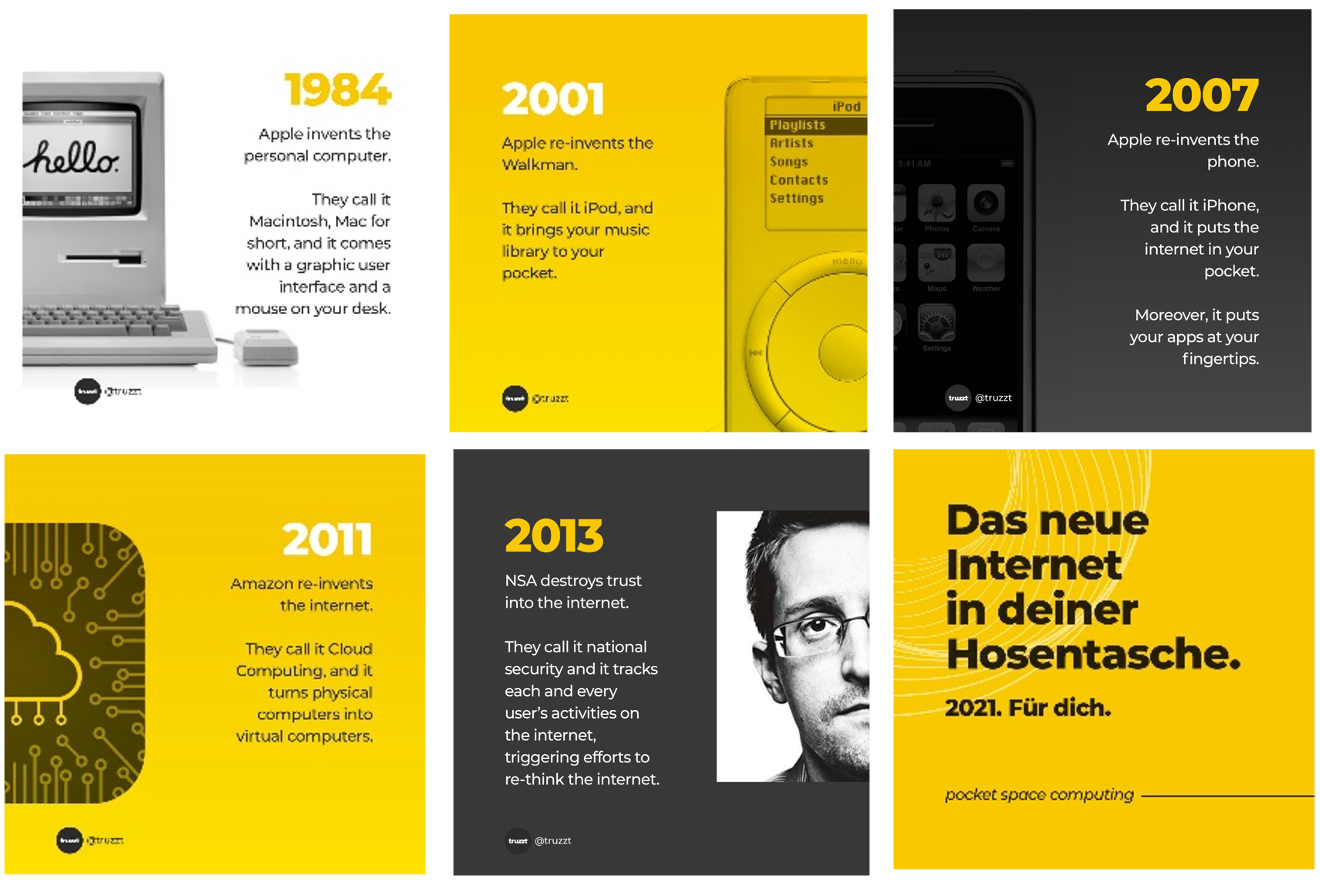 1984
Apple invents the
personal computer.
They call it
Macintosh, Mac for
short, and it comes
with a graphic user
interface and a
mouse on your desk.
hello.
truzzt @truzzt
2001
Apple re-invents the
Walkman.
They call it iPod, and
it brings your music
library to your
pocket.
iPod
Playlists
Artists
Songs
Contacts
Settings
menu
truzzt @truzzt
2007
Apple re-invents the
phone.
They call it iPhone,
and it puts the
internet in your
pocket.
Moreover, it puts
your apps at your
fingertips.
9:41 AM
Photos
Camera
Maps
Weather
Settings
truzzt @truzzt
2011
Amazon re-invents
the internet.
They call it Cloud
Computing, and it
turns physical
computers into
virtual computers.
truzzt @truzzt
2013
NSA destroys trust
into the internet.
They call it national
security and it tracks
each and every
user's activities on
the internet,
triggering efforts to
re-think the internet.
truzzt @truzzt
Das neue
Internet
in deiner
Hosentasche.
2021. Für dich.
pocket space computing